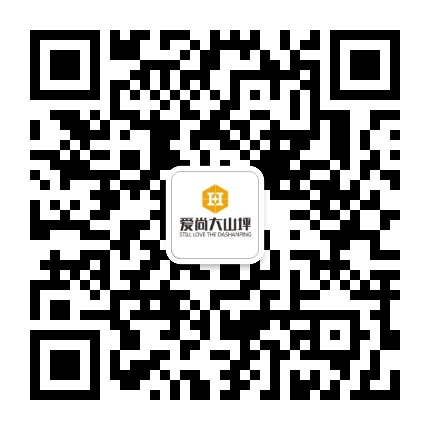 爱尚大山坪
STILL LOVE THE DASHANPING